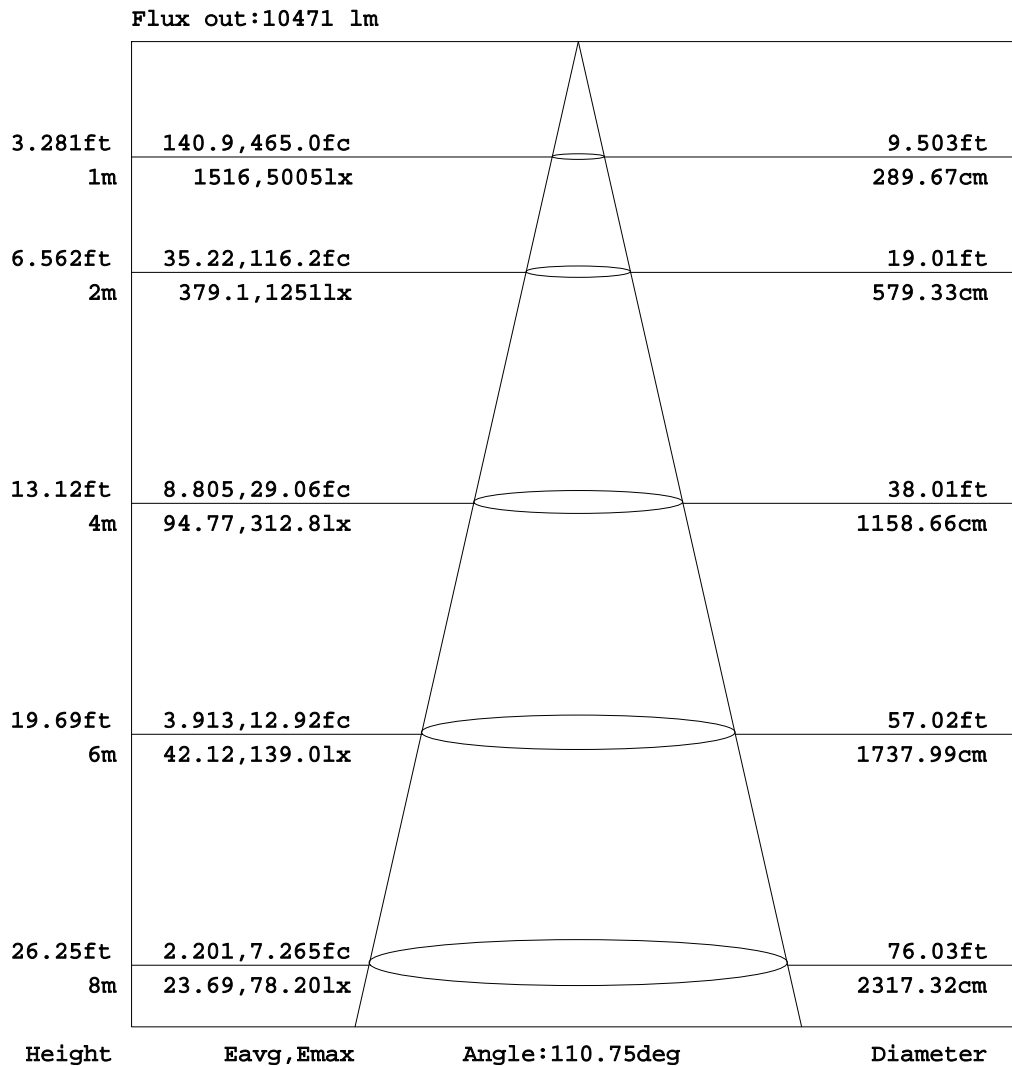 Flux out:10471 lm
3.281ft 140.9,465.0fc 9.503ft
1m 1516,5005lx 289.67cm
6.562ft 35.22,116.2fc 19.01ft
2m 379.1,1251lx 579.33cm
13.12ft 8.805,29.06fc 38.01ft
4m 94.77,312.8lx 1158.66cm
19.69ft 3.913,12.92fc 57.02ft
6m 42.12,139.0lx 1737.99cm
26.25ft 2.201,7.265fc 76.03ft
8m 23.69,78.20lx 2317.32cm
Height Eavg,Emax Angle:110.75deg Diameter